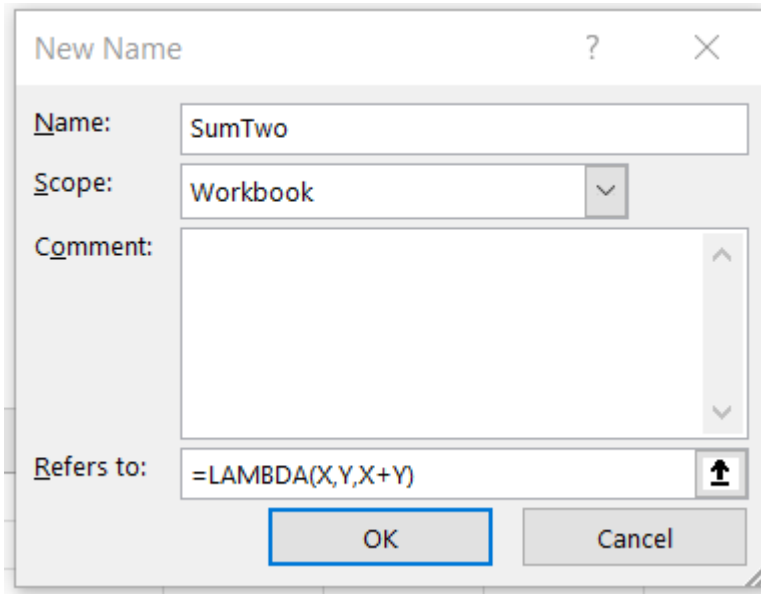 New Name ?
Name: SumTwo
Scope: Workbook
Comment:
Refers to: =LAMBDA(X,Y,X+Y)
OK Cancel